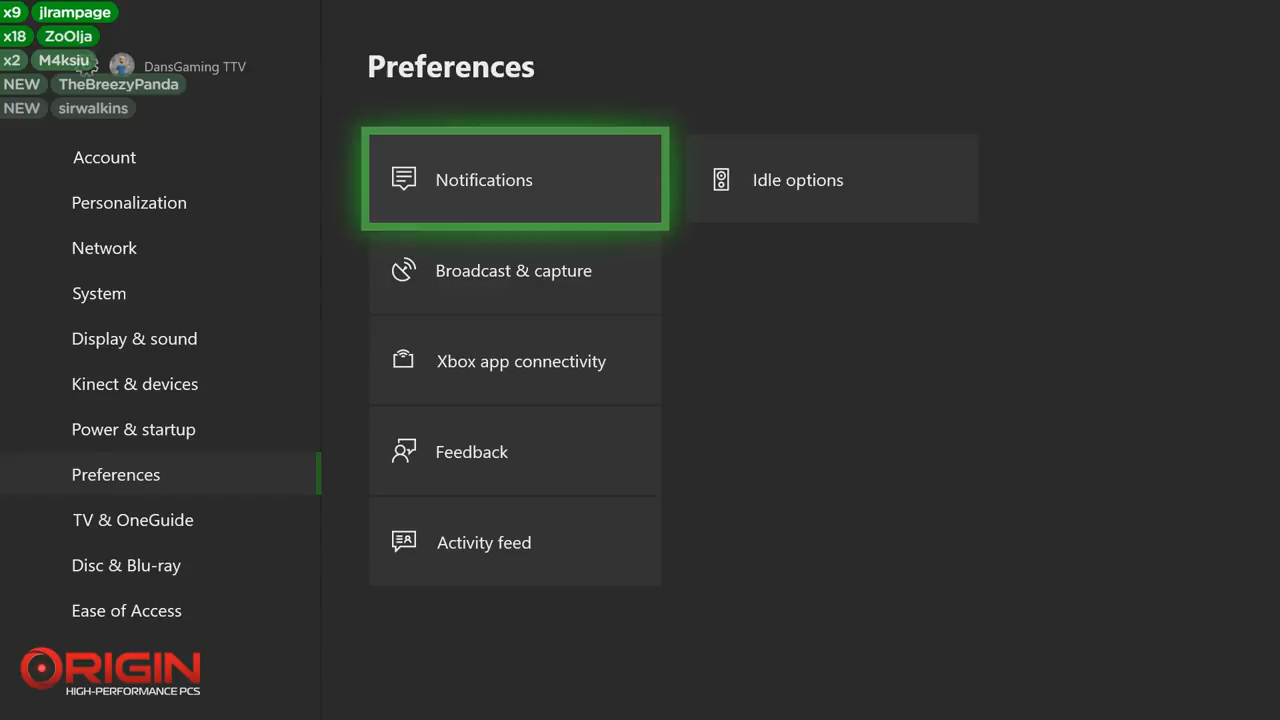 x9 jlrampage
x18 ZoOlja
x2 M4ksiu
DansGaming TTV
NEW TheBreezyPanda
NEW sirwalkins
Account
Personalization
Network
System
Display & sound
Kinect & devices
Power & startup
Preferences
TV & OneGuide
Disc & Blu-ray
Ease of Access
ORIGIN
HIGH-PERFORMANCE PCS
Preferences
Notifications
Idle options
Broadcast & capture
Xbox app connectivity
Feedback
Activity feed